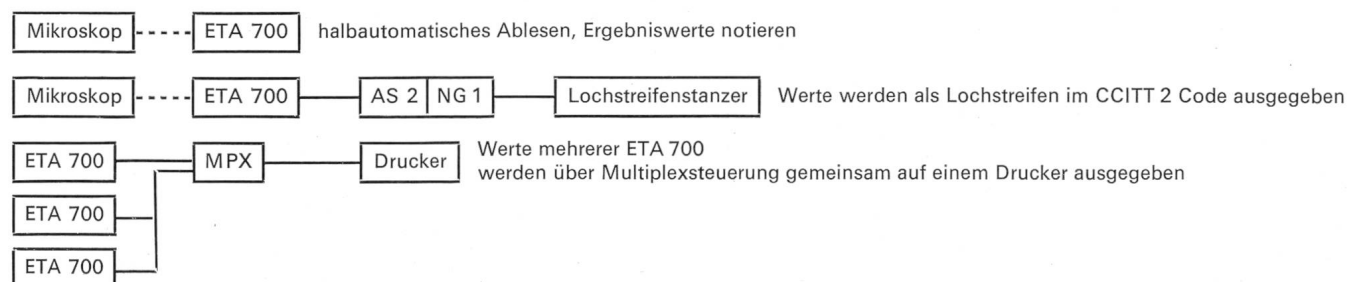 Mikroskop ETA 700 halbautomatisches Ablesen, Ergebniswerte notieren
Mikroskop ETA 700 AS 2 NG 1 Lochstreifenstanzer Werte werden als Lochstreifen im CCITT 2 Code ausgegeben
ETA 700 MPX Drucker Werte mehrerer ETA 700
werden über Multiplexsteuerung gemeinsam auf einem Drucker ausgegeben
ETA 700
ETA 700